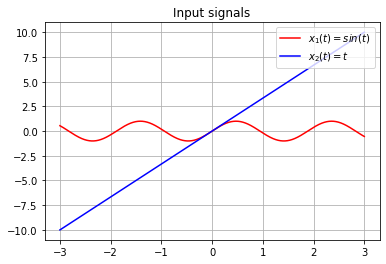 Input signals
x₁(t) = sin(t)
x₂(t) = t
10.0
7.5
5.0
2.5
0.0
−2.5
−5.0
−7.5
−10.0
−3 −2 −1 0 1 2 3